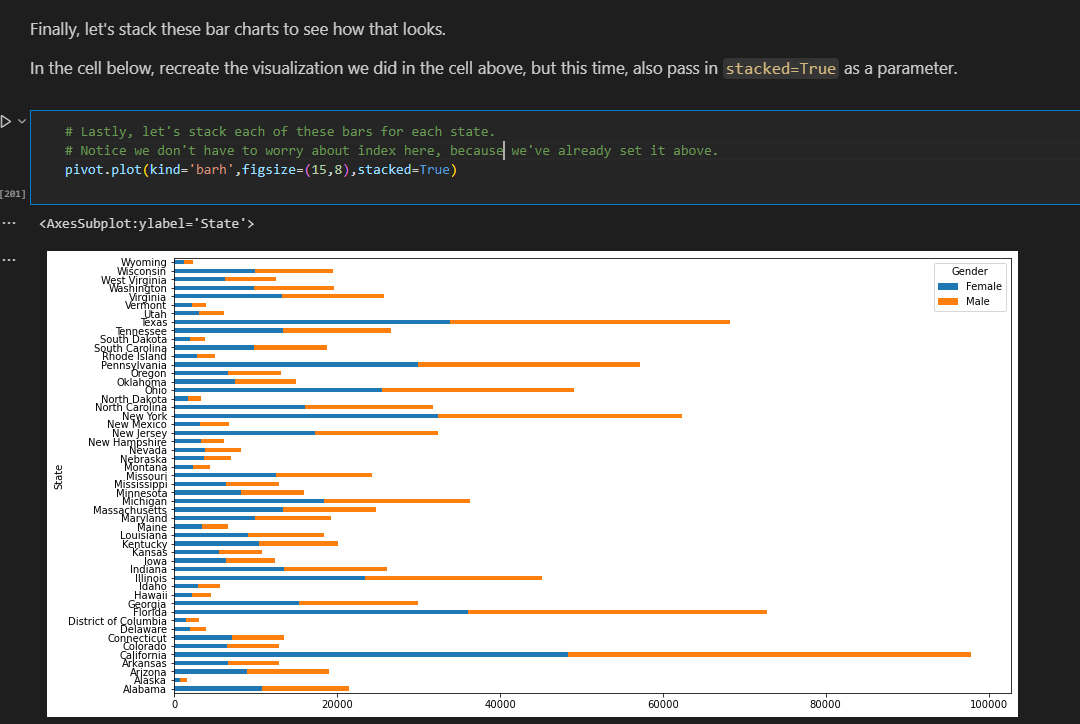 Finally, let's stack these bar charts to see how that looks.
In the cell below, recreate the visualization we did in the cell above, but this time, also pass in stacked=True as a parameter.
# Lastly, let's stack each of these bars for each state.
# Notice we don't have to worry about index here, because we've already set it above.
pivot.plot(kind='barh',figsize=(15,8),stacked=True)
[201]
...
<AxesSubplot:ylabel='State'>
...
Gender
Female
Male
State
Wyoming
Wisconsin
West Virginia
Washington
Virginia
Vermont
Utah
Texas
Tennessee
South Dakota
South Carolina
Rhode Island
Pennsylvania
Oregon
Oklahoma
Ohio
North Dakota
North Carolina
New York
New Mexico
New Jersey
New Hampshire
Nevada
Nebraska
Montana
Missouri
Mississippi
Minnesota
Michigan
Massachusetts
Maryland
Maine
Louisiana
Kentucky
Kansas
Iowa
Indiana
Illinois
Idaho
Hawaii
Georgia
Florida
District of Columbia
Delaware
Connecticut
Colorado
California
Arkansas
Arizona
Alaska
Alabama
0 20000 40000 60000 80000 100000